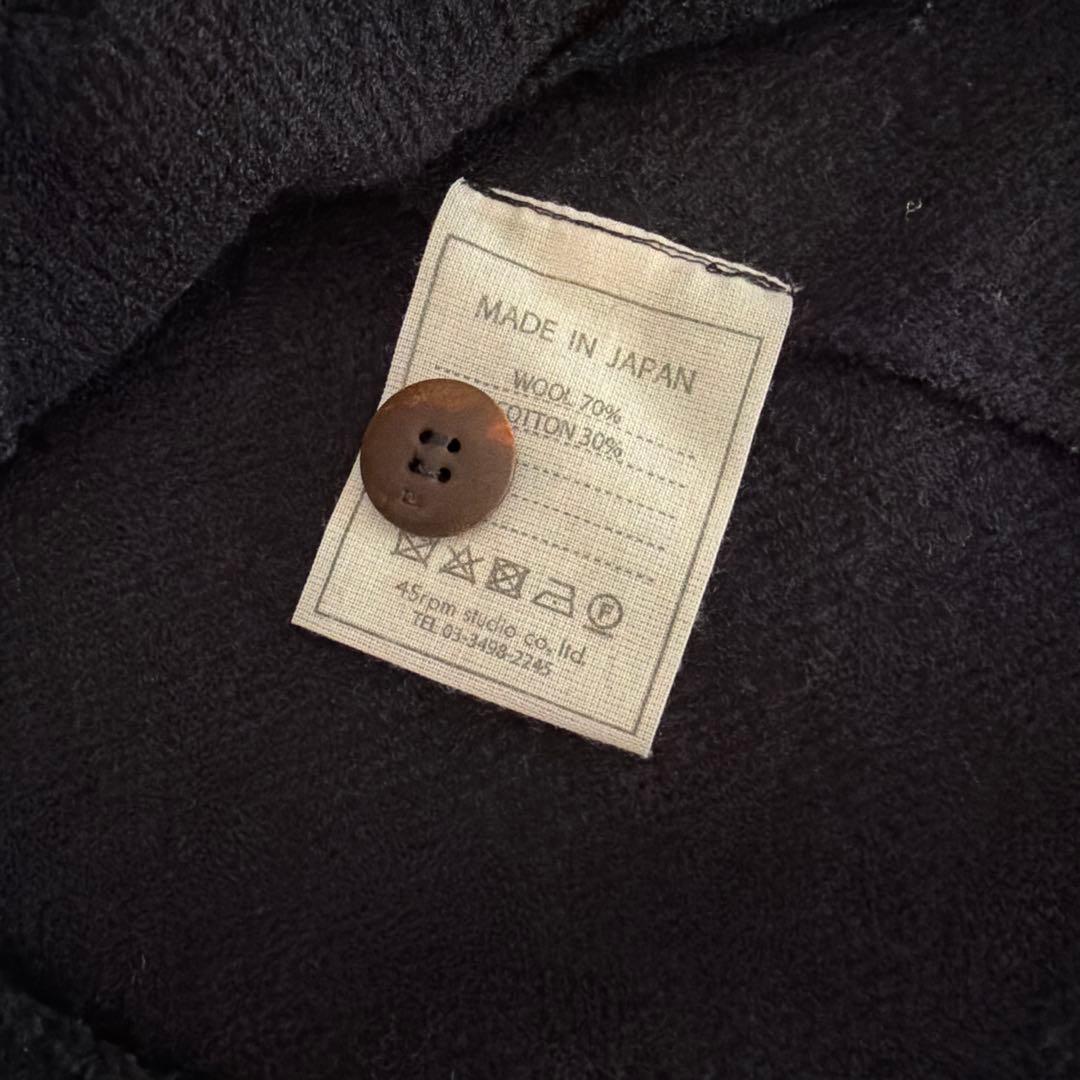 MADE IN JAPAN
WOOL 70%
OTTON 30%
P
45rpm studio co., ltd.
TEL 03-3498-2245
R